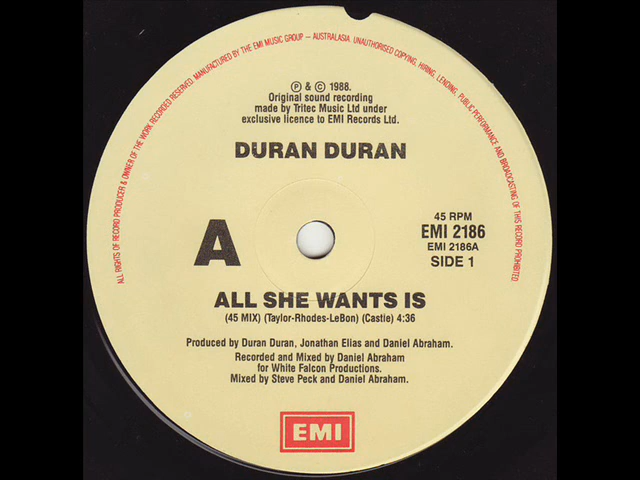 ALL RIGHTS OF RECORD PRODUCER & OWNER OF THE WORK RECORDED RESERVED. MANUFACTURED BY THE EMI MUSIC GROUP – AUSTRALASIA. UNAUTHORISED COPYING, HIRING, LENDING, PUBLIC PERFORMANCE AND BROADCASTING OF THIS RECORD PROHIBITED
℗ & © 1988.
Original sound recording
made by Tritec Music Ltd under
exclusive licence to EMI Records Ltd.
DURAN DURAN
A
45 RPM
EMI 2186
EMI 2186A
SIDE 1
ALL SHE WANTS IS
(45 MIX) (Taylor-Rhodes-LeBon) (Castle) 4:36
Produced by Duran Duran, Jonathan Elias and Daniel Abraham.
Recorded and Mixed by Daniel Abraham
for White Falcon Productions.
Mixed by Steve Peck and Daniel Abraham.
EMI